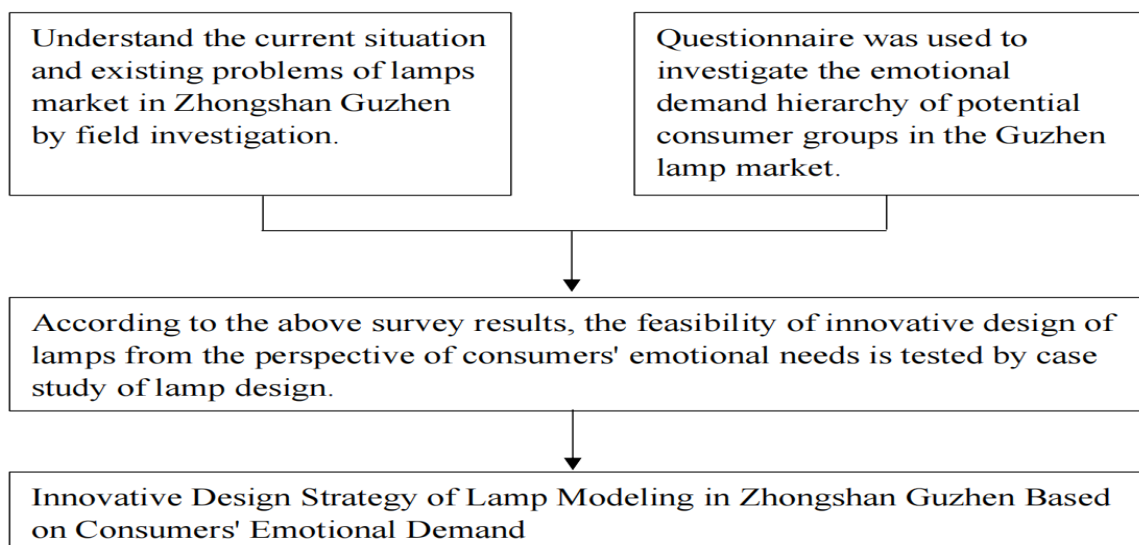 Understand the current situation
and existing problems of lamps
market in Zhongshan Guzhen
by field investigation.
Questionnaire was used to
investigate the emotional
demand hierarchy of potential
consumer groups in the Guzhen
lamp market.
According to the above survey results, the feasibility of innovative design of
lamps from the perspective of consumers' emotional needs is tested by case
study of lamp design.
Innovative Design Strategy of Lamp Modeling in Zhongshan Guzhen Based
on Consumers' Emotional Demand